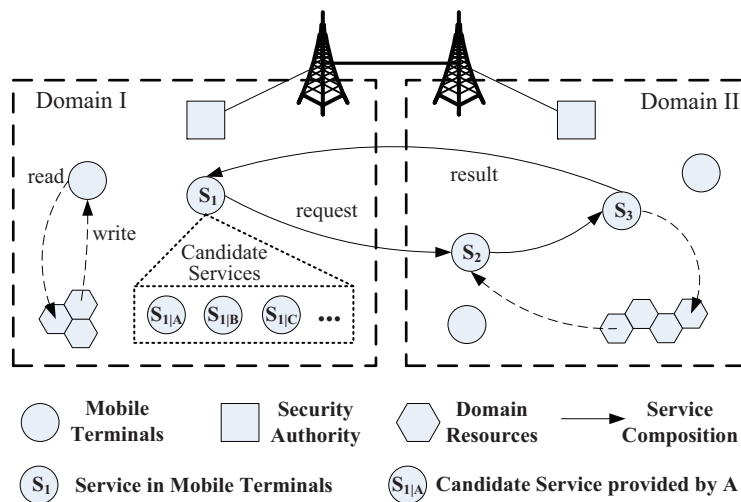 Domain I
Domain II
read
write
S1
result
request
S3
S2
Candidate
Services
S1|A
S1|B
S1|C
...
Mobile
Terminals
Security
Authority
Domain
Resources
Service
Composition
S1
Service in Mobile Terminals
S1|A
Candidate Service provided by A